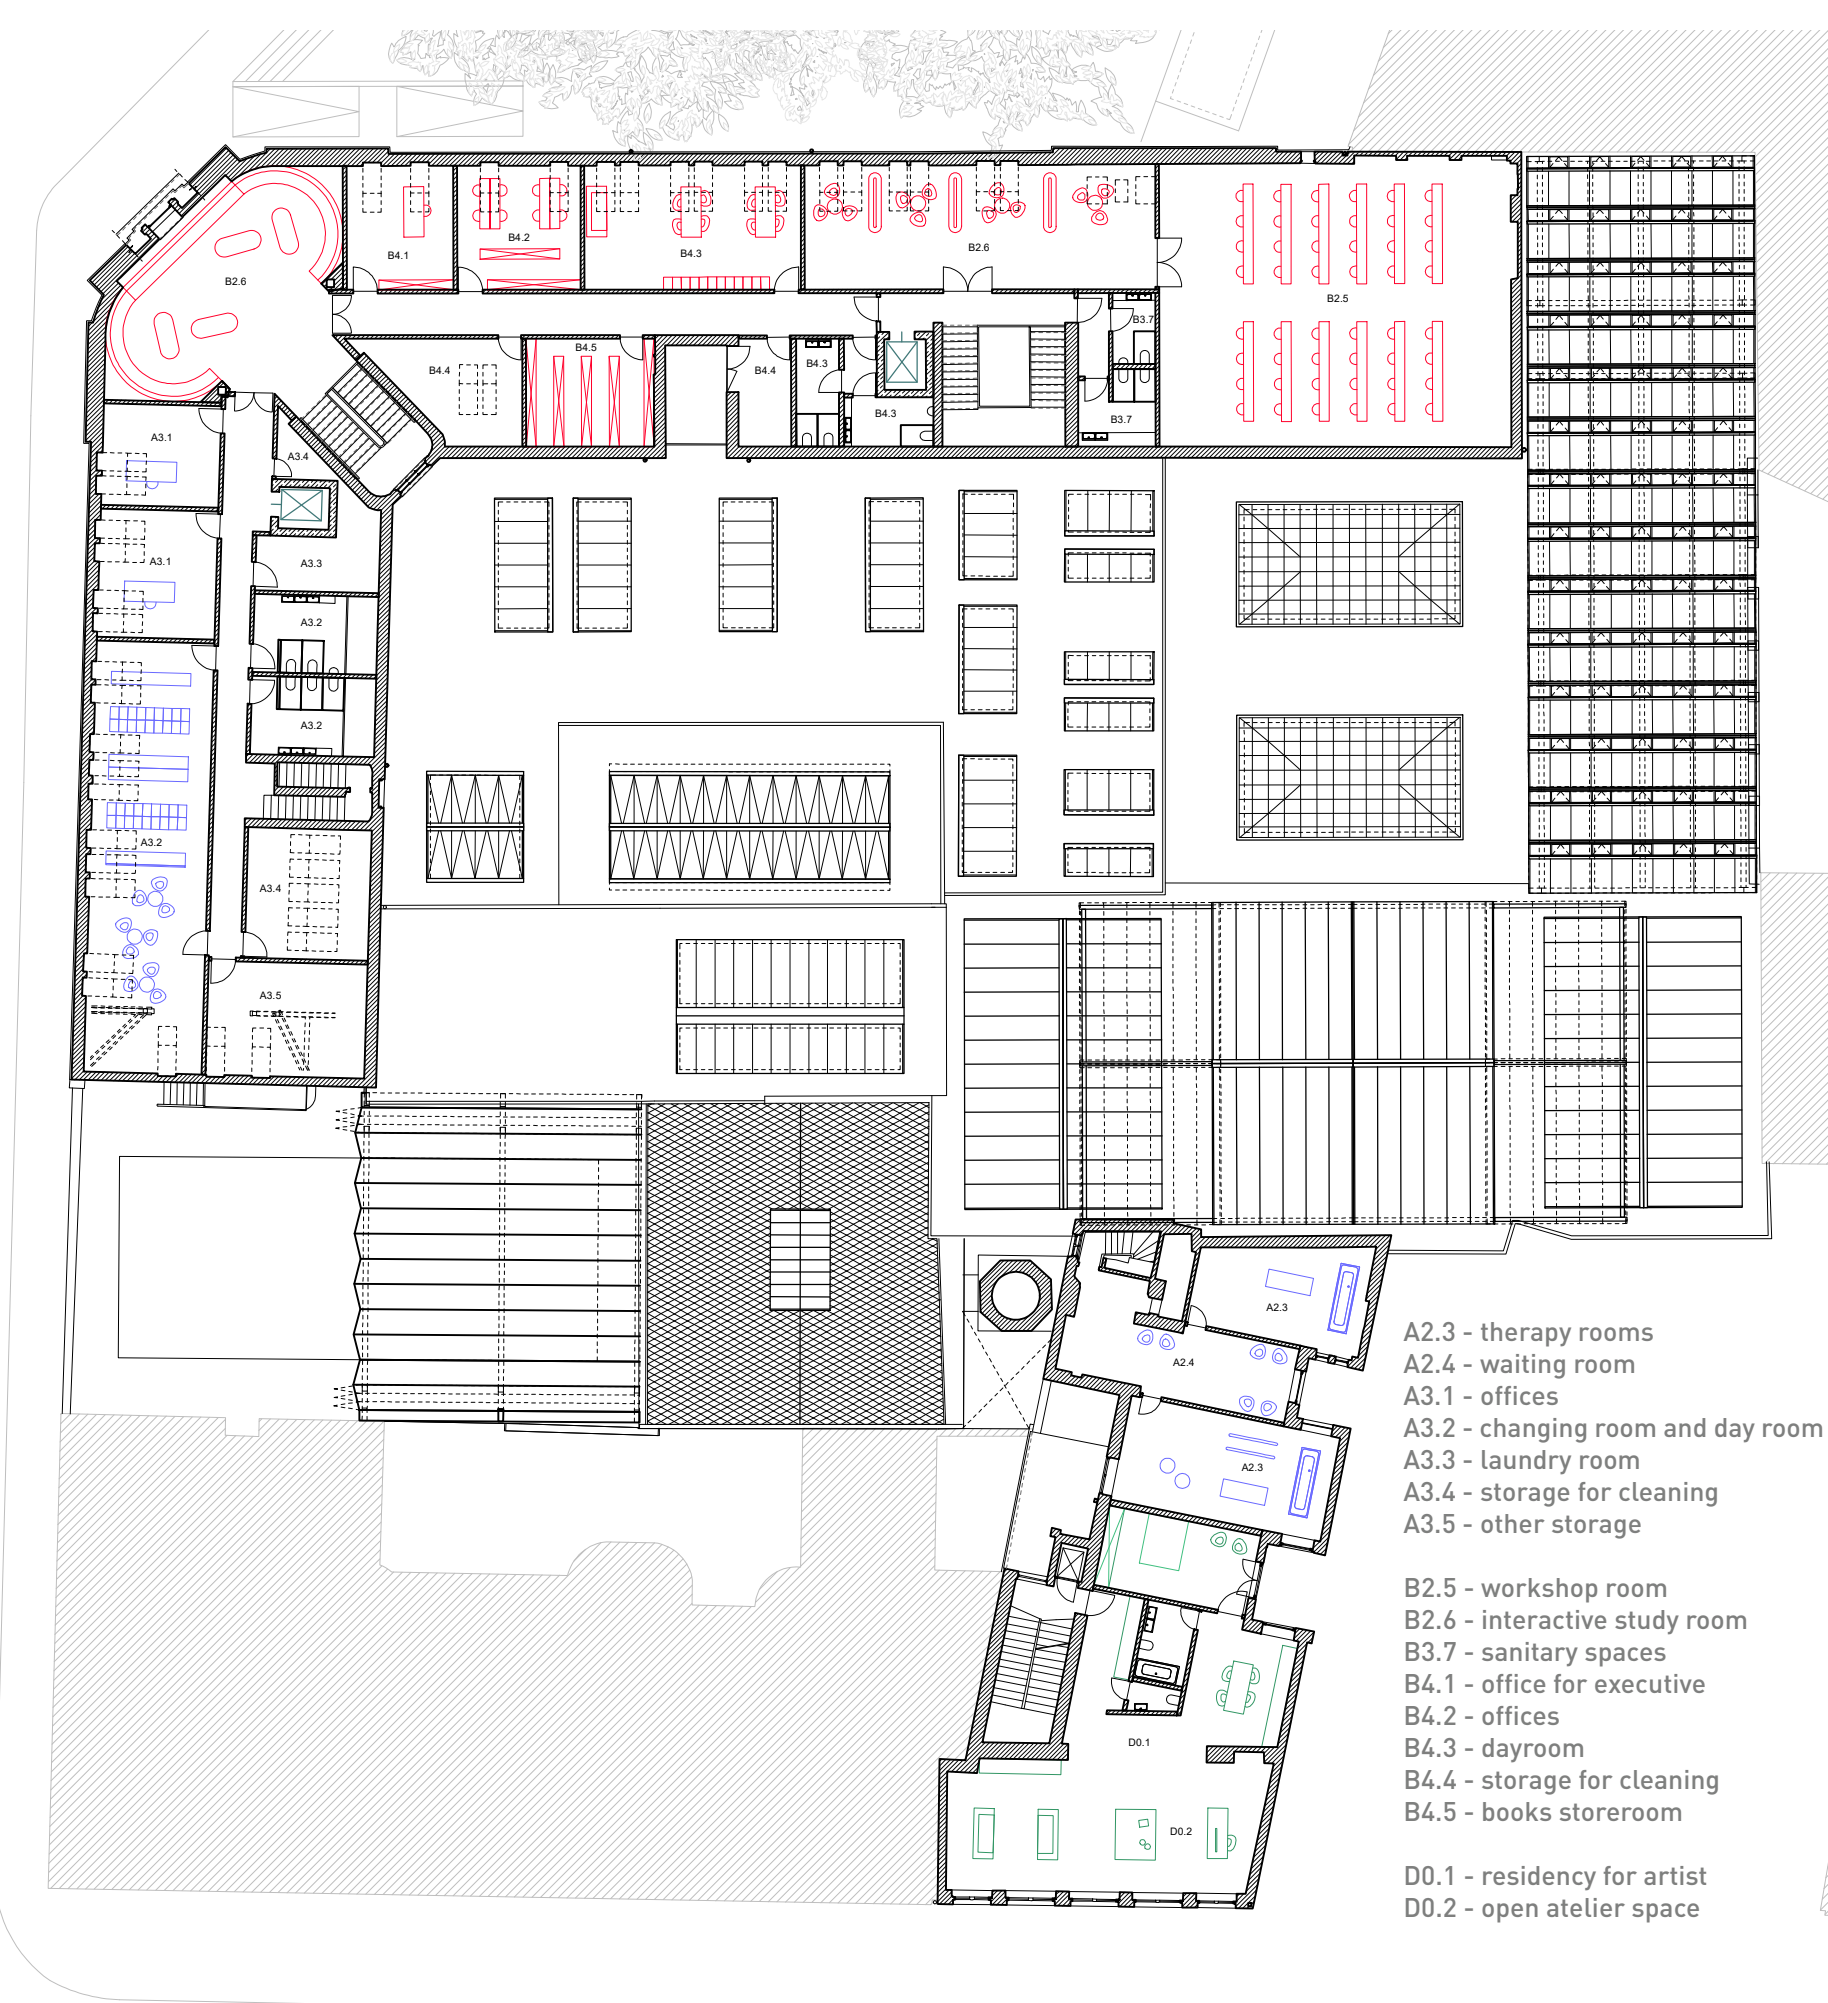 B2.6
B4.1
B4.2
B4.3
B2.6
B2.5
B3.7
B4.4
B4.5
B4.4
B4.3
B4.3
B3.7
A3.1
A3.4
A3.1
A3.3
A3.2
A3.2
A3.2
A3.4
A3.5
A2.3
A2.4
A2.3
D0.1
D0.2
A2.3 - therapy rooms
A2.4 - waiting room
A3.1 - offices
A3.2 - changing room and day room
A3.3 - laundry room
A3.4 - storage for cleaning
A3.5 - other storage
B2.5 - workshop room
B2.6 - interactive study room
B3.7 - sanitary spaces
B4.1 - office for executive
B4.2 - offices
B4.3 - dayroom
B4.4 - storage for cleaning
B4.5 - books storeroom
D0.1 - residency for artist
D0.2 - open atelier space